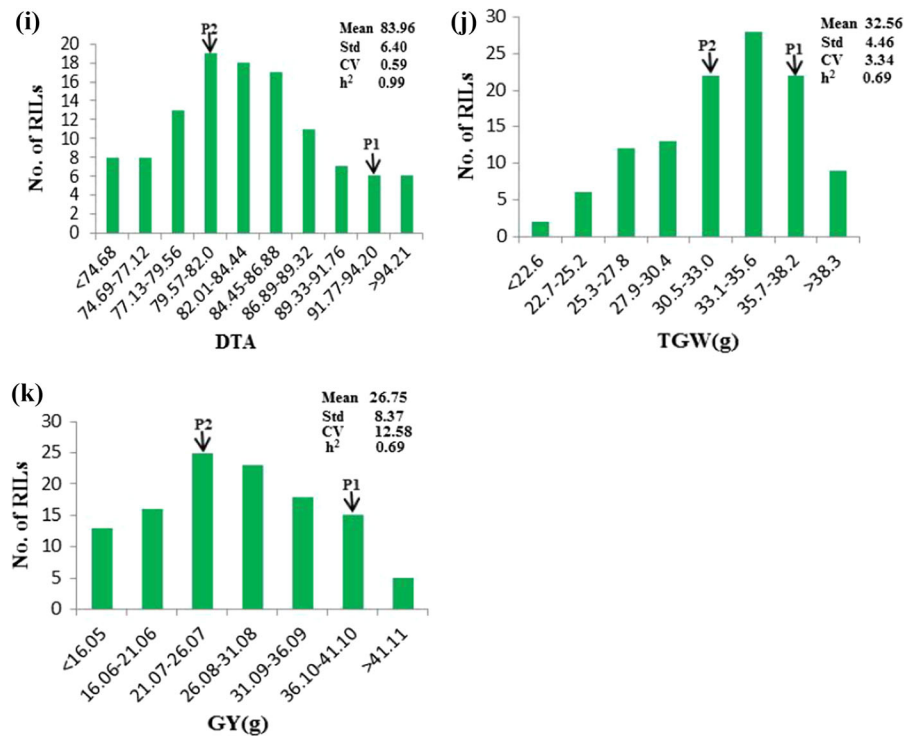 (i)
P2
Mean 83.96
Std 6.40
CV 0.59
h² 0.99
20
18
16
14
12
10
8
6
4
2
0
No. of RILs
P1
<74.68
74.69-77.12
77.13-79.56
79.57-82.0
82.01-84.44
84.45-86.88
86.89-89.32
89.33-91.76
91.77-94.20
>94.21
DTA
(j)
Mean 32.56
Std 4.46
CV 3.34
h² 0.69
30
25
20
15
10
5
0
No. of RILs
P2
P1
<22.6
22.7-25.2
25.3-27.8
27.9-30.4
30.5-33.0
33.1-35.6
35.7-38.2
>38.3
TGW(g)
(k)
Mean 26.75
Std 8.37
CV 12.58
h² 0.69
30
25
20
15
10
5
0
No. of RILs
P2
P1
<16.05
16.06-21.06
21.07-26.07
26.08-31.08
31.09-36.09
36.10-41.10
>41.11
GY(g)